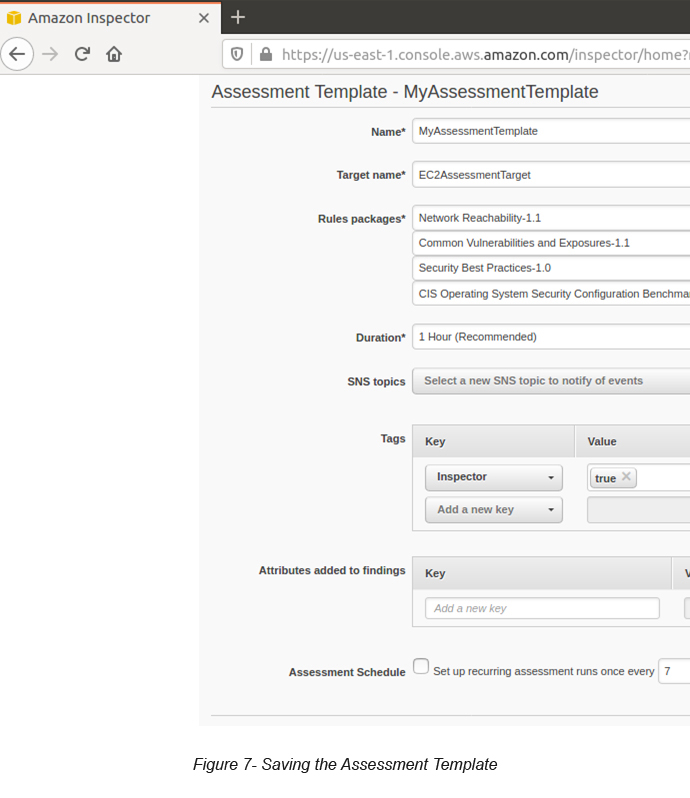 Amazon Inspector
https://us-east-1.console.aws.amazon.com/inspector/home?
Assessment Template - MyAssessmentTemplate
Name* MyAssessmentTemplate
Target name* EC2AssessmentTarget
Rules packages* Network Reachability-1.1
Common Vulnerabilities and Exposures-1.1
Security Best Practices-1.0
CIS Operating System Security Configuration Benchma
Duration* 1 Hour (Recommended)
SNS topics Select a new SNS topic to notify of events
Tags Key Value
Inspector true
Add a new key
Attributes added to findings Key
Add a new key
Assessment Schedule Set up recurring assessment runs once every 7
Figure 7- Saving the Assessment Template